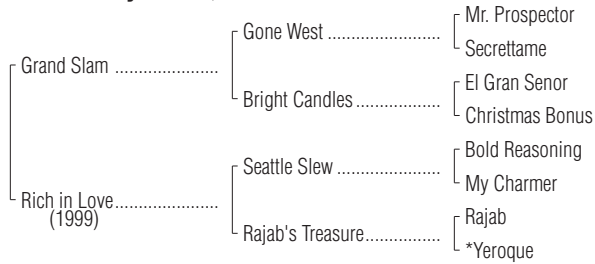 Mr. Prospector
Gone West ......................
Secrettame
Grand Slam ....................
El Gran Senor
Bright Candles.................
Christmas Bonus
Bold Reasoning
Seattle Slew ....................
My Charmer
Rich in Love....................
(1999)
Rajab
Rajab's Treasure...............
*Yeroque